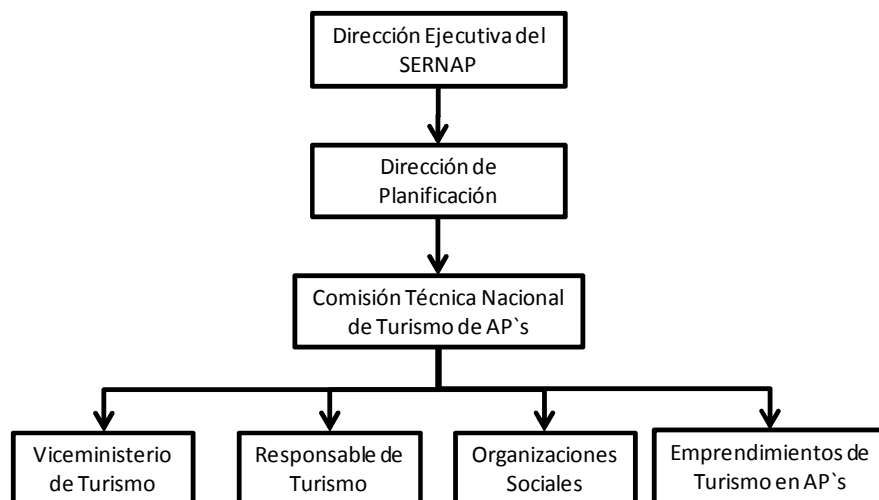 Dirección Ejecutiva del
SERNAP
Dirección de
Planificación
Comisión Técnica Nacional
de Turismo de AP`s
Viceministerio
de Turismo
Responsable de
Turismo
Organizaciones
Sociales
Emprendimientos de
Turismo en AP`s